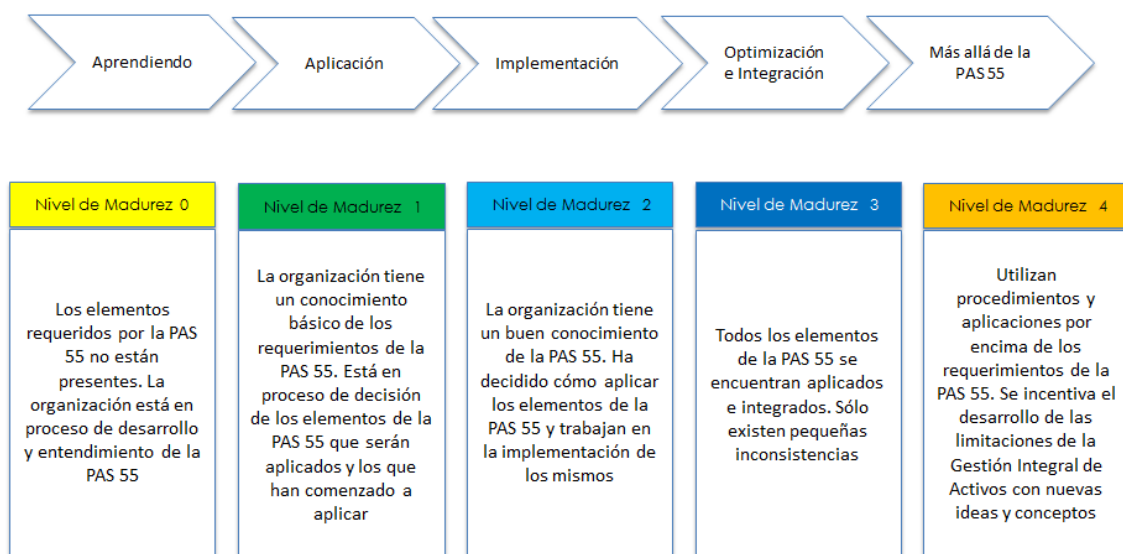 Aprendiendo
Aplicación
Implementación
Optimización
e Integración
Más allá de la
PAS 55
Nivel de Madurez 0
Los elementos
requeridos por la PAS
55 no están
presentes. La
organización está en
proceso de desarrollo
y entendimiento de la
PAS 55
Nivel de Madurez 1
La organización tiene
un conocimiento
básico de los
requerimientos de la
PAS 55. Está en
proceso de decisión
de los elementos de la
PAS 55 que serán
aplicados y los que
han comenzado a
aplicar
Nivel de Madurez 2
La organización tiene
un buen conocimiento
de la PAS 55. Ha
decidido cómo aplicar
los elementos de la
PAS 55 y trabajan en
la implementación de
los mismos
Nivel de Madurez 3
Todos los elementos
de la PAS 55 se
encuentran aplicados
e integrados. Sólo
existen pequeñas
inconsistencias
Nivel de Madurez 4
Utilizan
procedimientos y
aplicaciones por
encima de los
requerimientos de la
PAS 55. Se incentiva el
desarrollo de las
limitaciones de la
Gestión Integral de
Activos con nuevas
ideas y conceptos